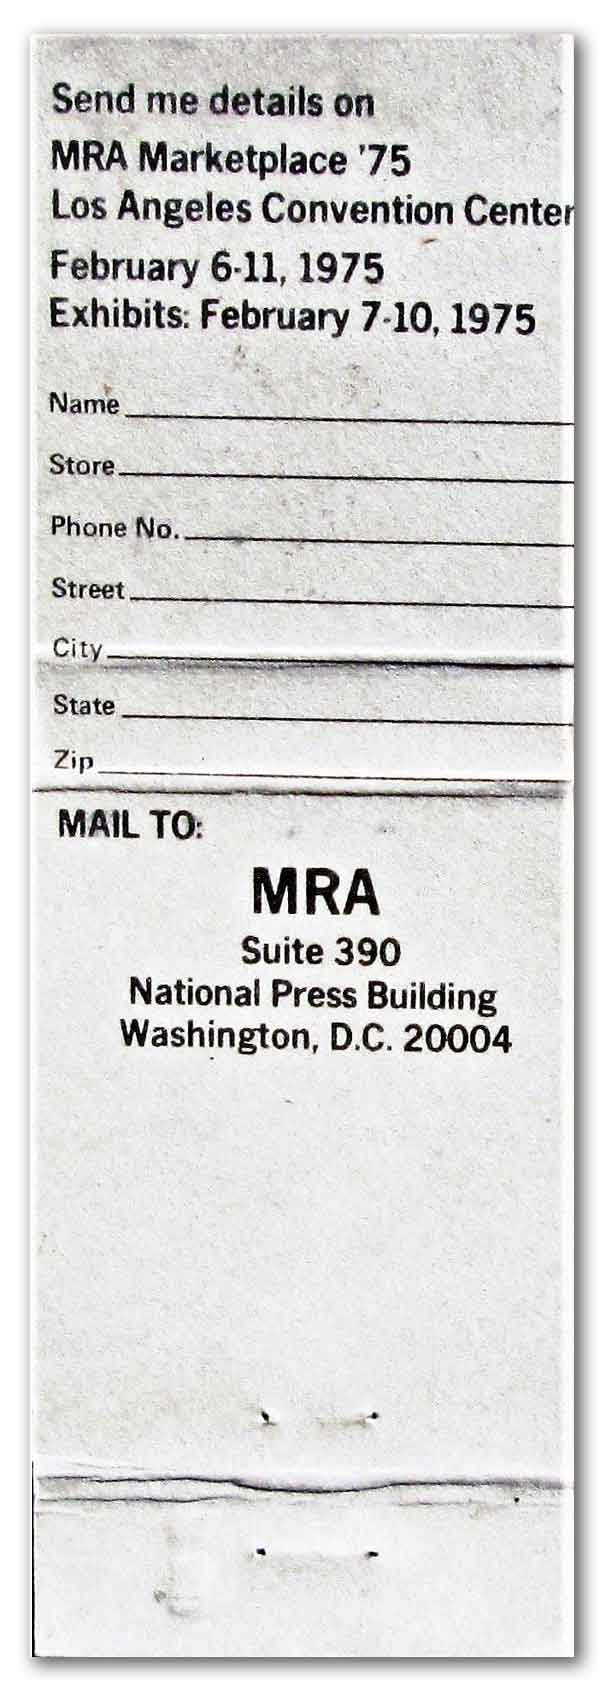 Send me details on
MRA Marketplace '75
Los Angeles Convention Center
February 6-11, 1975
Exhibits: February 7-10, 1975
Name
Store
Phone No.
Street
City
State
Zip
MAIL TO:
MRA
Suite 390
National Press Building
Washington, D.C. 20004